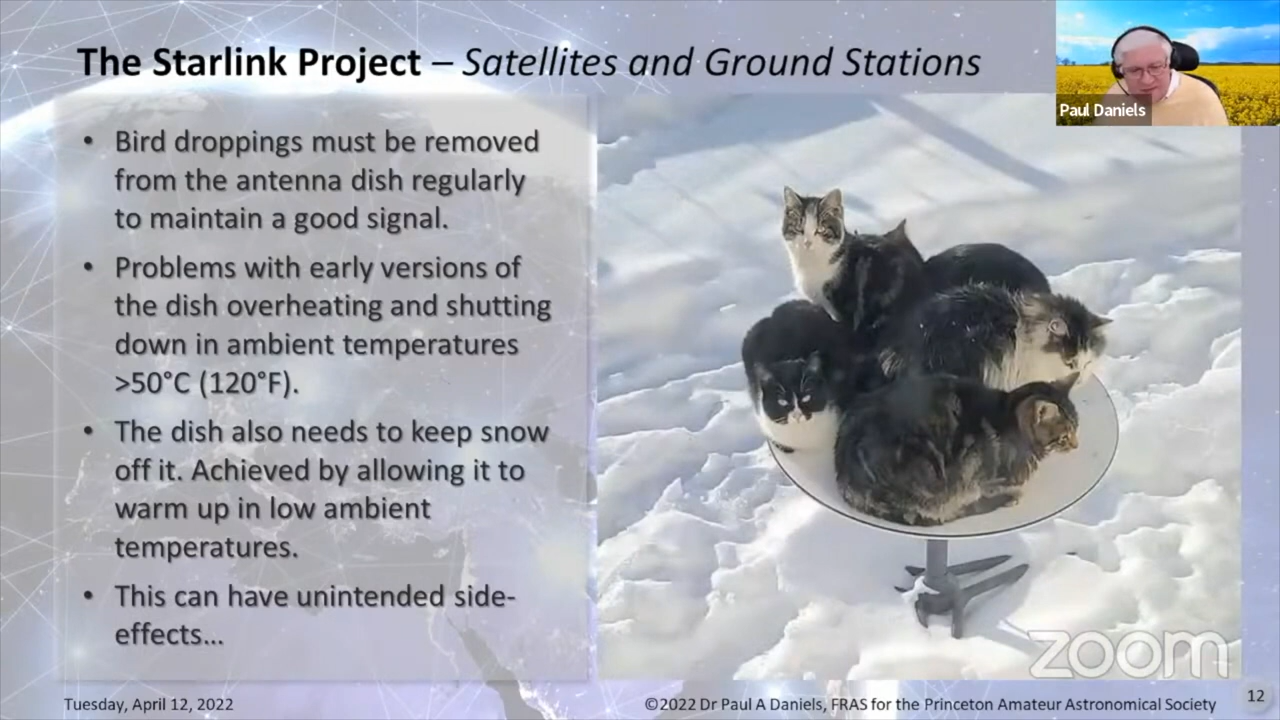 The Starlink Project – Satellites and Ground Stations
Paul Daniels
• Bird droppings must be removed
from the antenna dish regularly
to maintain a good signal.
• Problems with early versions of
the dish overheating and shutting
down in ambient temperatures
>50°C (120°F).
• The dish also needs to keep snow
off it. Achieved by allowing it to
warm up in low ambient
temperatures.
• This can have unintended side-
effects…
zoom
Tuesday, April 12, 2022
©2022 Dr Paul A Daniels, FRAS for the Princeton Amateur Astronomical Society
12